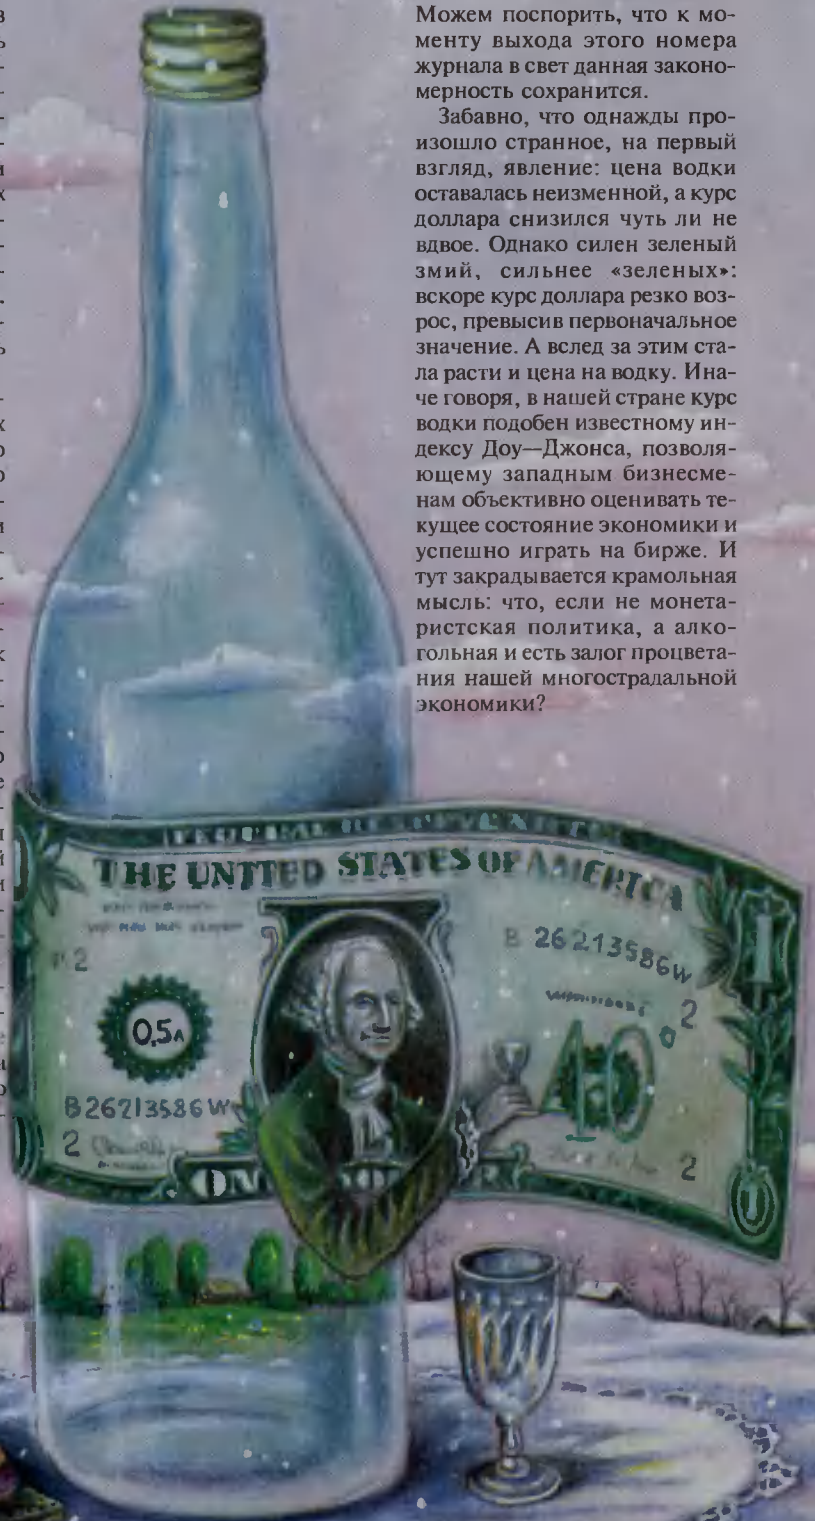 Можем поспорить, что к мо-
менту выхода этого номера
журнала в свет данная законо-
мерность сохранится.
Забавно, что однажды про-
изошло странное, на первый
взгляд, явление: цена водки
оставалась неизменной, а курс
доллара снизился чуть ли не
вдвое. Однако силен зеленый
змий, сильнее «зеленых»:
вскоре курс доллара резко воз-
рос, превысив первоначальное
значение. А вслед за этим ста-
ла расти и цена на водку. Ина-
че говоря, в нашей стране курс
водки подобен известному ин-
дексу Доу—Джонса, позволя-
ющему западным бизнесме-
нам объективно оценивать те-
кущее состояние экономики и
успешно играть на бирже. И
тут закрадывается крамольная
мысль: что, если не монета-
ристская политика, а алко-
гольная и есть залог процвета-
ния нашей многострадальной
экономики?
THE UNTTED STATES OF AMERTCA
B 26213586W
2
2
0,5л
40°
B26213586W
2
2